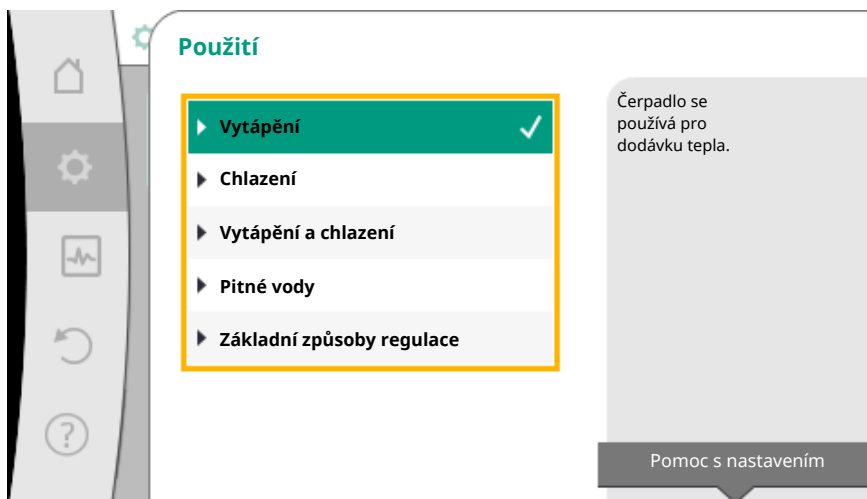 Použití
Vytápění
Chlazení
Vytápění a chlazení
Pitné vody
Základní způsoby regulace
Čerpadlo se
používá pro
dodávku tepla.
Pomoc s nastavením